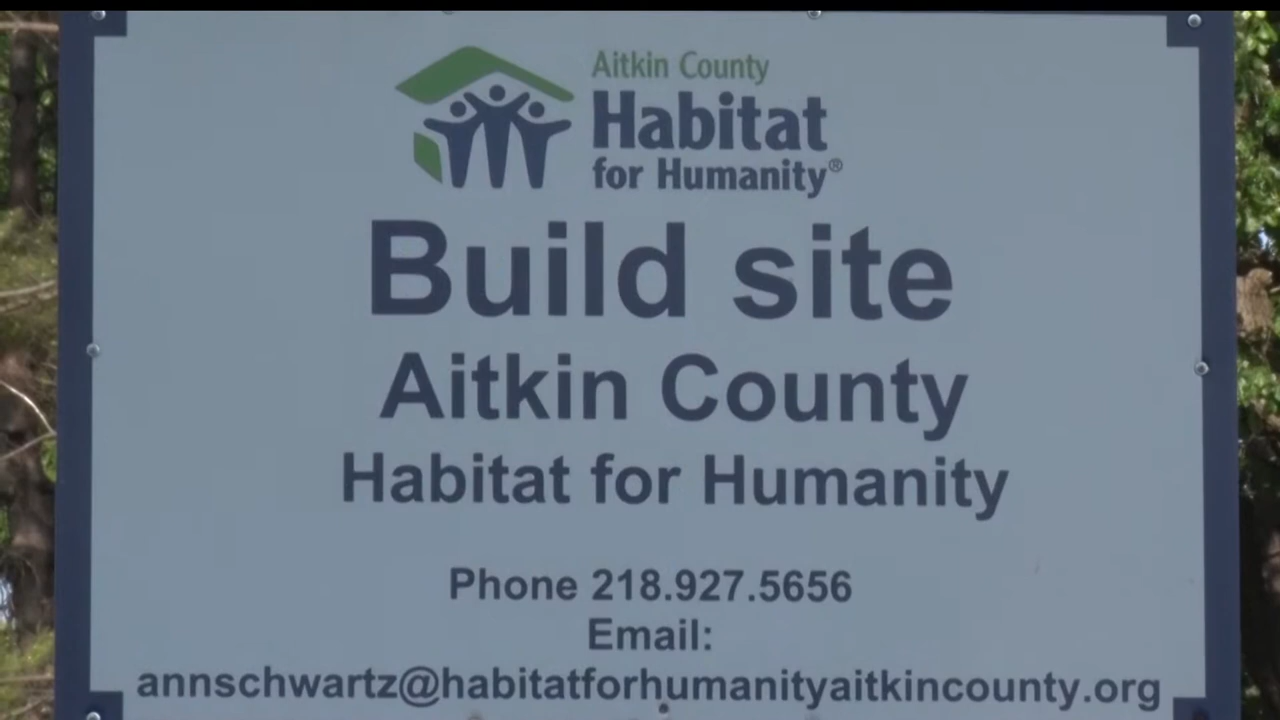 Aitkin County
Habitat
for Humanity®
Build site
Aitkin County
Habitat for Humanity
Phone 218.927.5656
Email:
annschwartz@habitatforhumanityaitkincounty.org